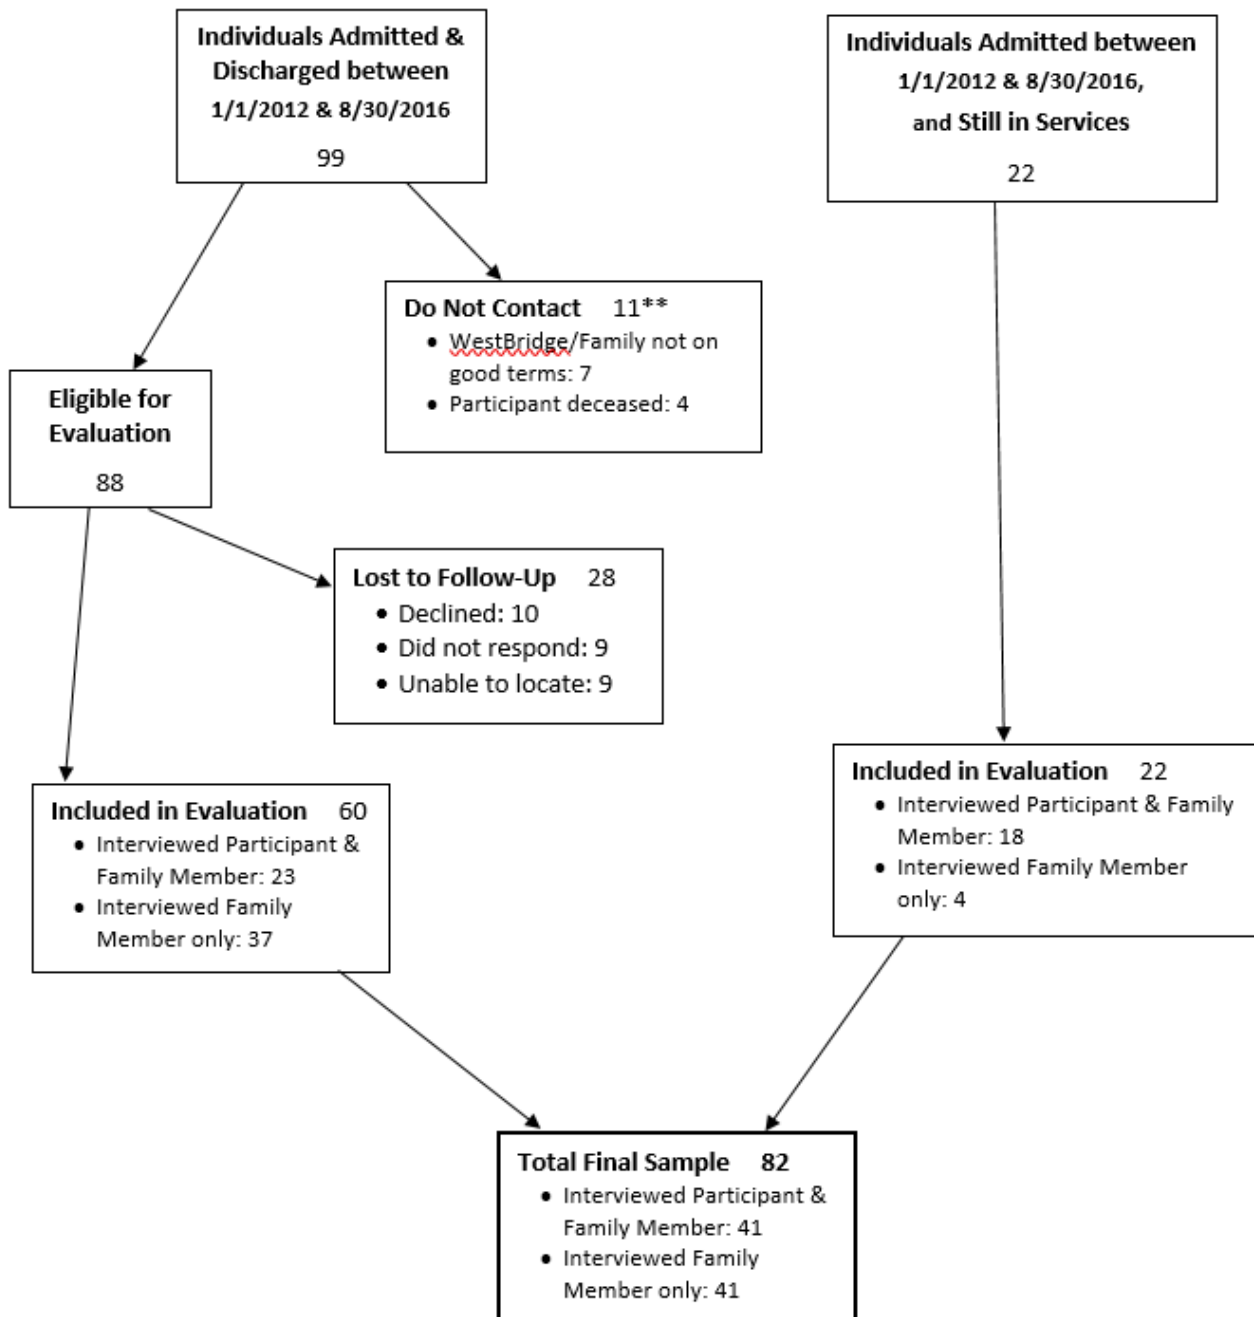 Individuals Admitted &
Discharged between
1/1/2012 & 8/30/2016
99
Individuals Admitted between
1/1/2012 & 8/30/2016,
and Still in Services
22
Do Not Contact 11**
• WestBridge/Family not on
good terms: 7
• Participant deceased: 4
Eligible for
Evaluation
88
Lost to Follow-Up 28
• Declined: 10
• Did not respond: 9
• Unable to locate: 9
Included in Evaluation 60
• Interviewed Participant &
Family Member: 23
• Interviewed Family
Member only: 37
Included in Evaluation 22
• Interviewed Participant & Family
Member: 18
• Interviewed Family Member
only: 4
Total Final Sample 82
• Interviewed Participant &
Family Member: 41
• Interviewed Family
Member only: 41